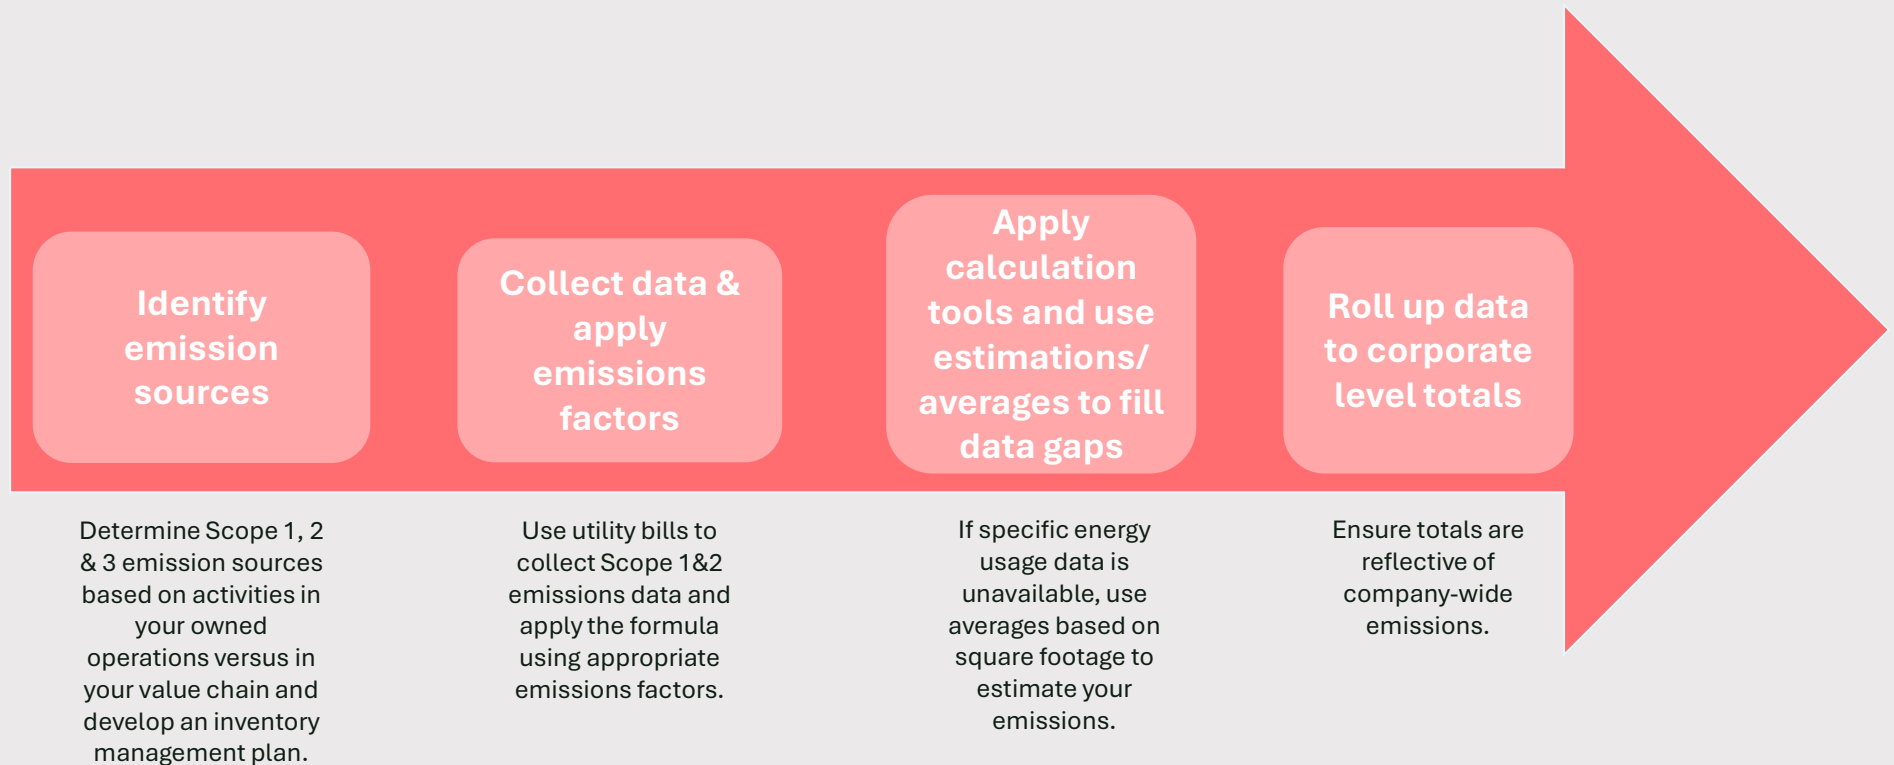 Identify
emission
sources
Collect data &
apply
emissions
factors
Apply
calculation
tools and use
estimations/
averages to fill
data gaps
Roll up data
to corporate
level totals
Determine Scope 1, 2
& 3 emission sources
based on activities in
your owned
operations versus in
your value chain and
develop an inventory
management plan.
Use utility bills to
collect Scope 1&2
emissions data and
apply the formula
using appropriate
emissions factors.
If specific energy
usage data is
unavailable, use
averages based on
square footage to
estimate your
emissions.
Ensure totals are
reflective of
company-wide
emissions.